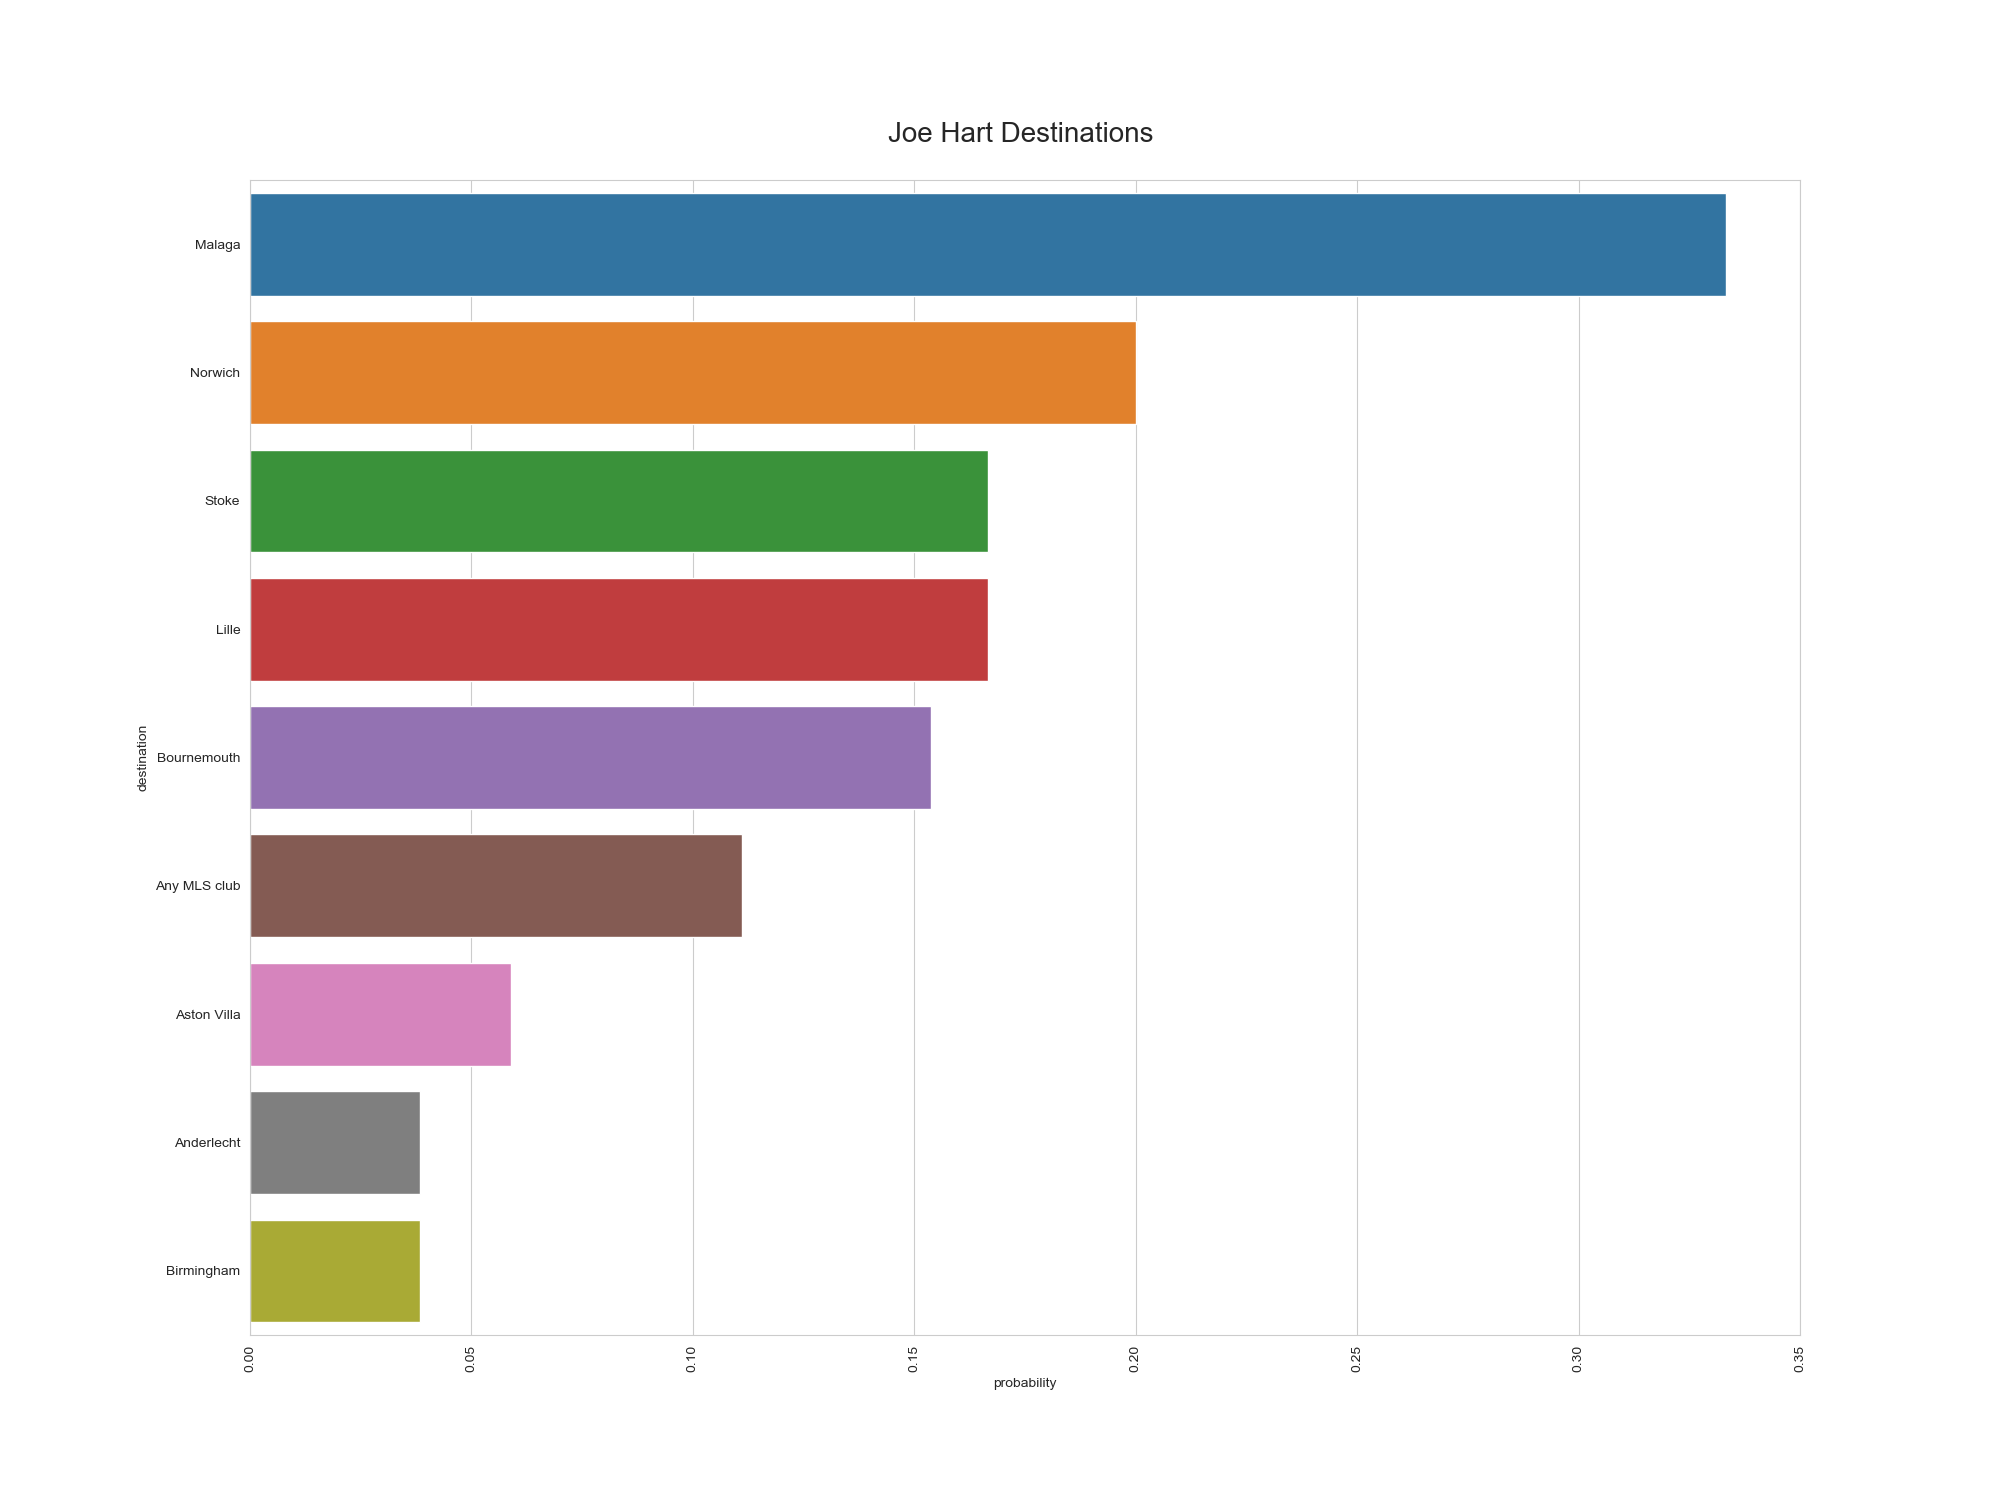 Joe Hart Destinations
Malaga
Norwich
Stoke
Lille
Bournemouth
Any MLS club
Aston Villa
Anderlecht
Birmingham
destination
0.00 0.05 0.10 0.15 0.20 0.25 0.30 0.35
probability